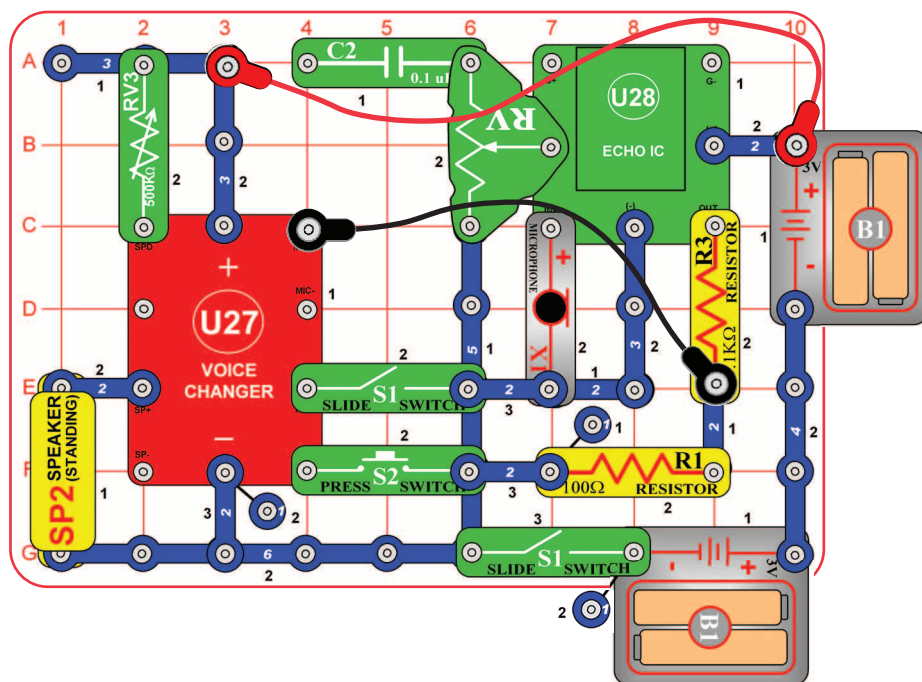 1 2 3 4 5 6 7 8 9 10
A
B
C
D
E
F
G
3
1
RV3
500KΩ
2
3
2
C2
0.1 u
1
RV
2
U28
ECHO IC
G-
1
2
2
3V
+
-
B1
1
SPD
+
U27
VOICE
CHANGER
−
MIC-
1
SP+
SP-
(-)
OUT
MICROPHONE
+
X1
2
3
2
R3
RESISTOR
.1KΩ
5
1
2
2
SP2
SPEAKER
(STANDING)
1
2
S1
SLIDE SWITCH
2
3
2
1
1
2
1
4
2
2
S2
PRESS SWITCH
2
3
R1
100Ω
RESISTOR
2
3
2
1
2
6
2
3
S1
SLIDE SWITCH
1
-
+
3V
B1
2
1